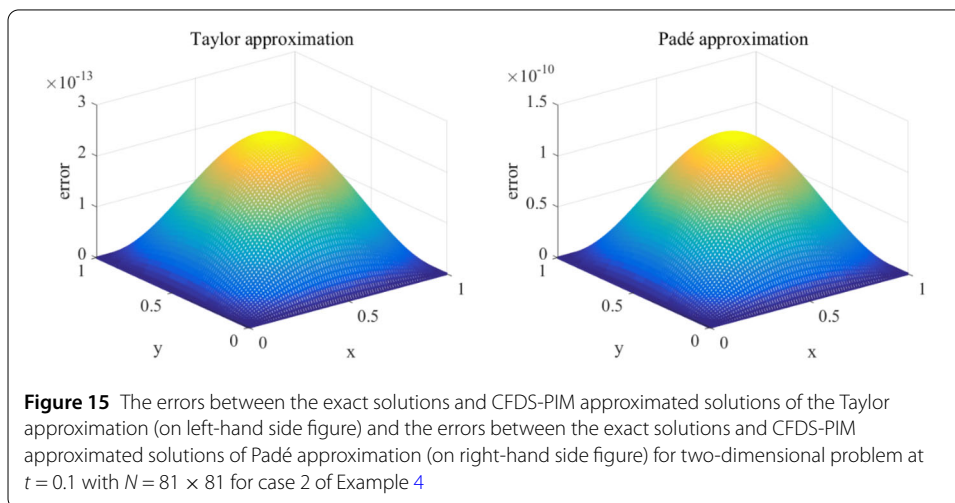 Taylor approximation
×10⁻¹³
3
2
1
0
error
1
0.5
0
y
0
0.5
1
x
Padé approximation
×10⁻¹⁰
1.5
1
0.5
0
error
1
0.5
0
y
0
0.5
1
x
Figure 15 The errors between the exact solutions and CFDS-PIM approximated solutions of the Taylor
approximation (on left-hand side figure) and the errors between the exact solutions and CFDS-PIM
approximated solutions of Padé approximation (on right-hand side figure) for two-dimensional problem at
t = 0.1 with N = 81 × 81 for case 2 of Example 4